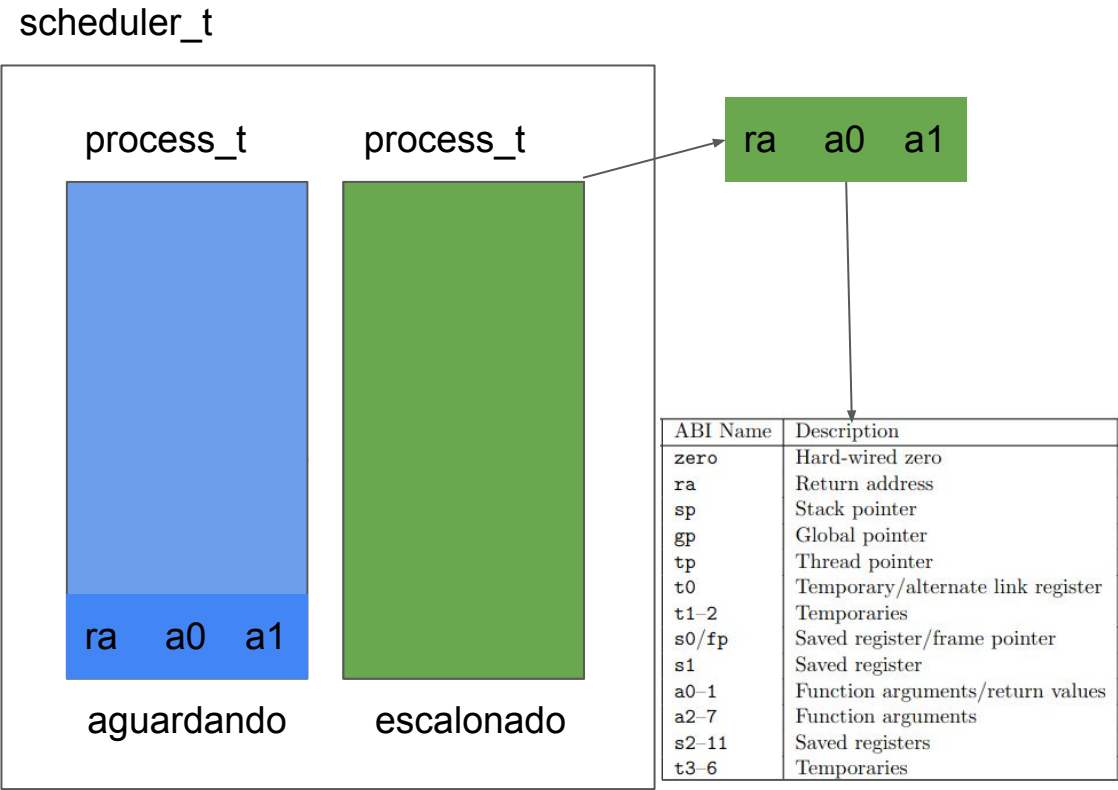 scheduler_t
process_t process_t
ra a0 a1
ra a0 a1
aguardando escalonado
ABI Name Description
zero Hard-wired zero
ra Return address
sp Stack pointer
gp Global pointer
tp Thread pointer
t0 Temporary/alternate link register
t1–2 Temporaries
s0/fp Saved register/frame pointer
s1 Saved register
a0–1 Function arguments/return values
a2–7 Function arguments
s2–11 Saved registers
t3–6 Temporaries